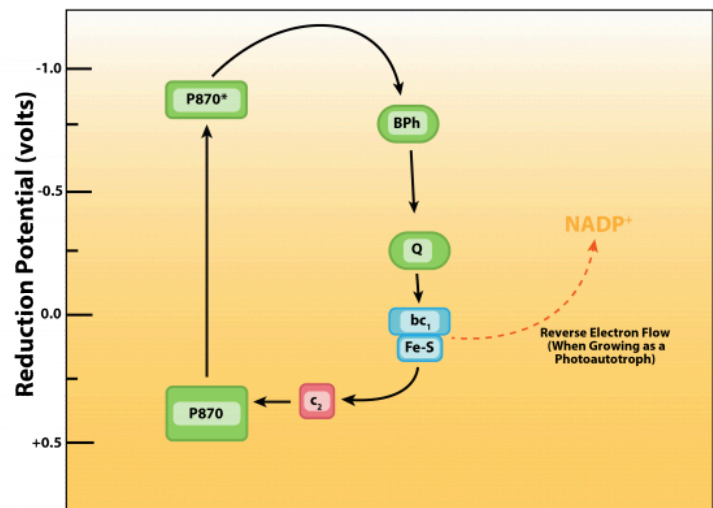 Reduction Potential (volts)
-1.0
-0.5
0.0
+0.5
P870*
BPh
Q
NADP⁺
bc₁
Fe-S
Reverse Electron Flow
(When Growing as a
Photoautotroph)
c₂
P870